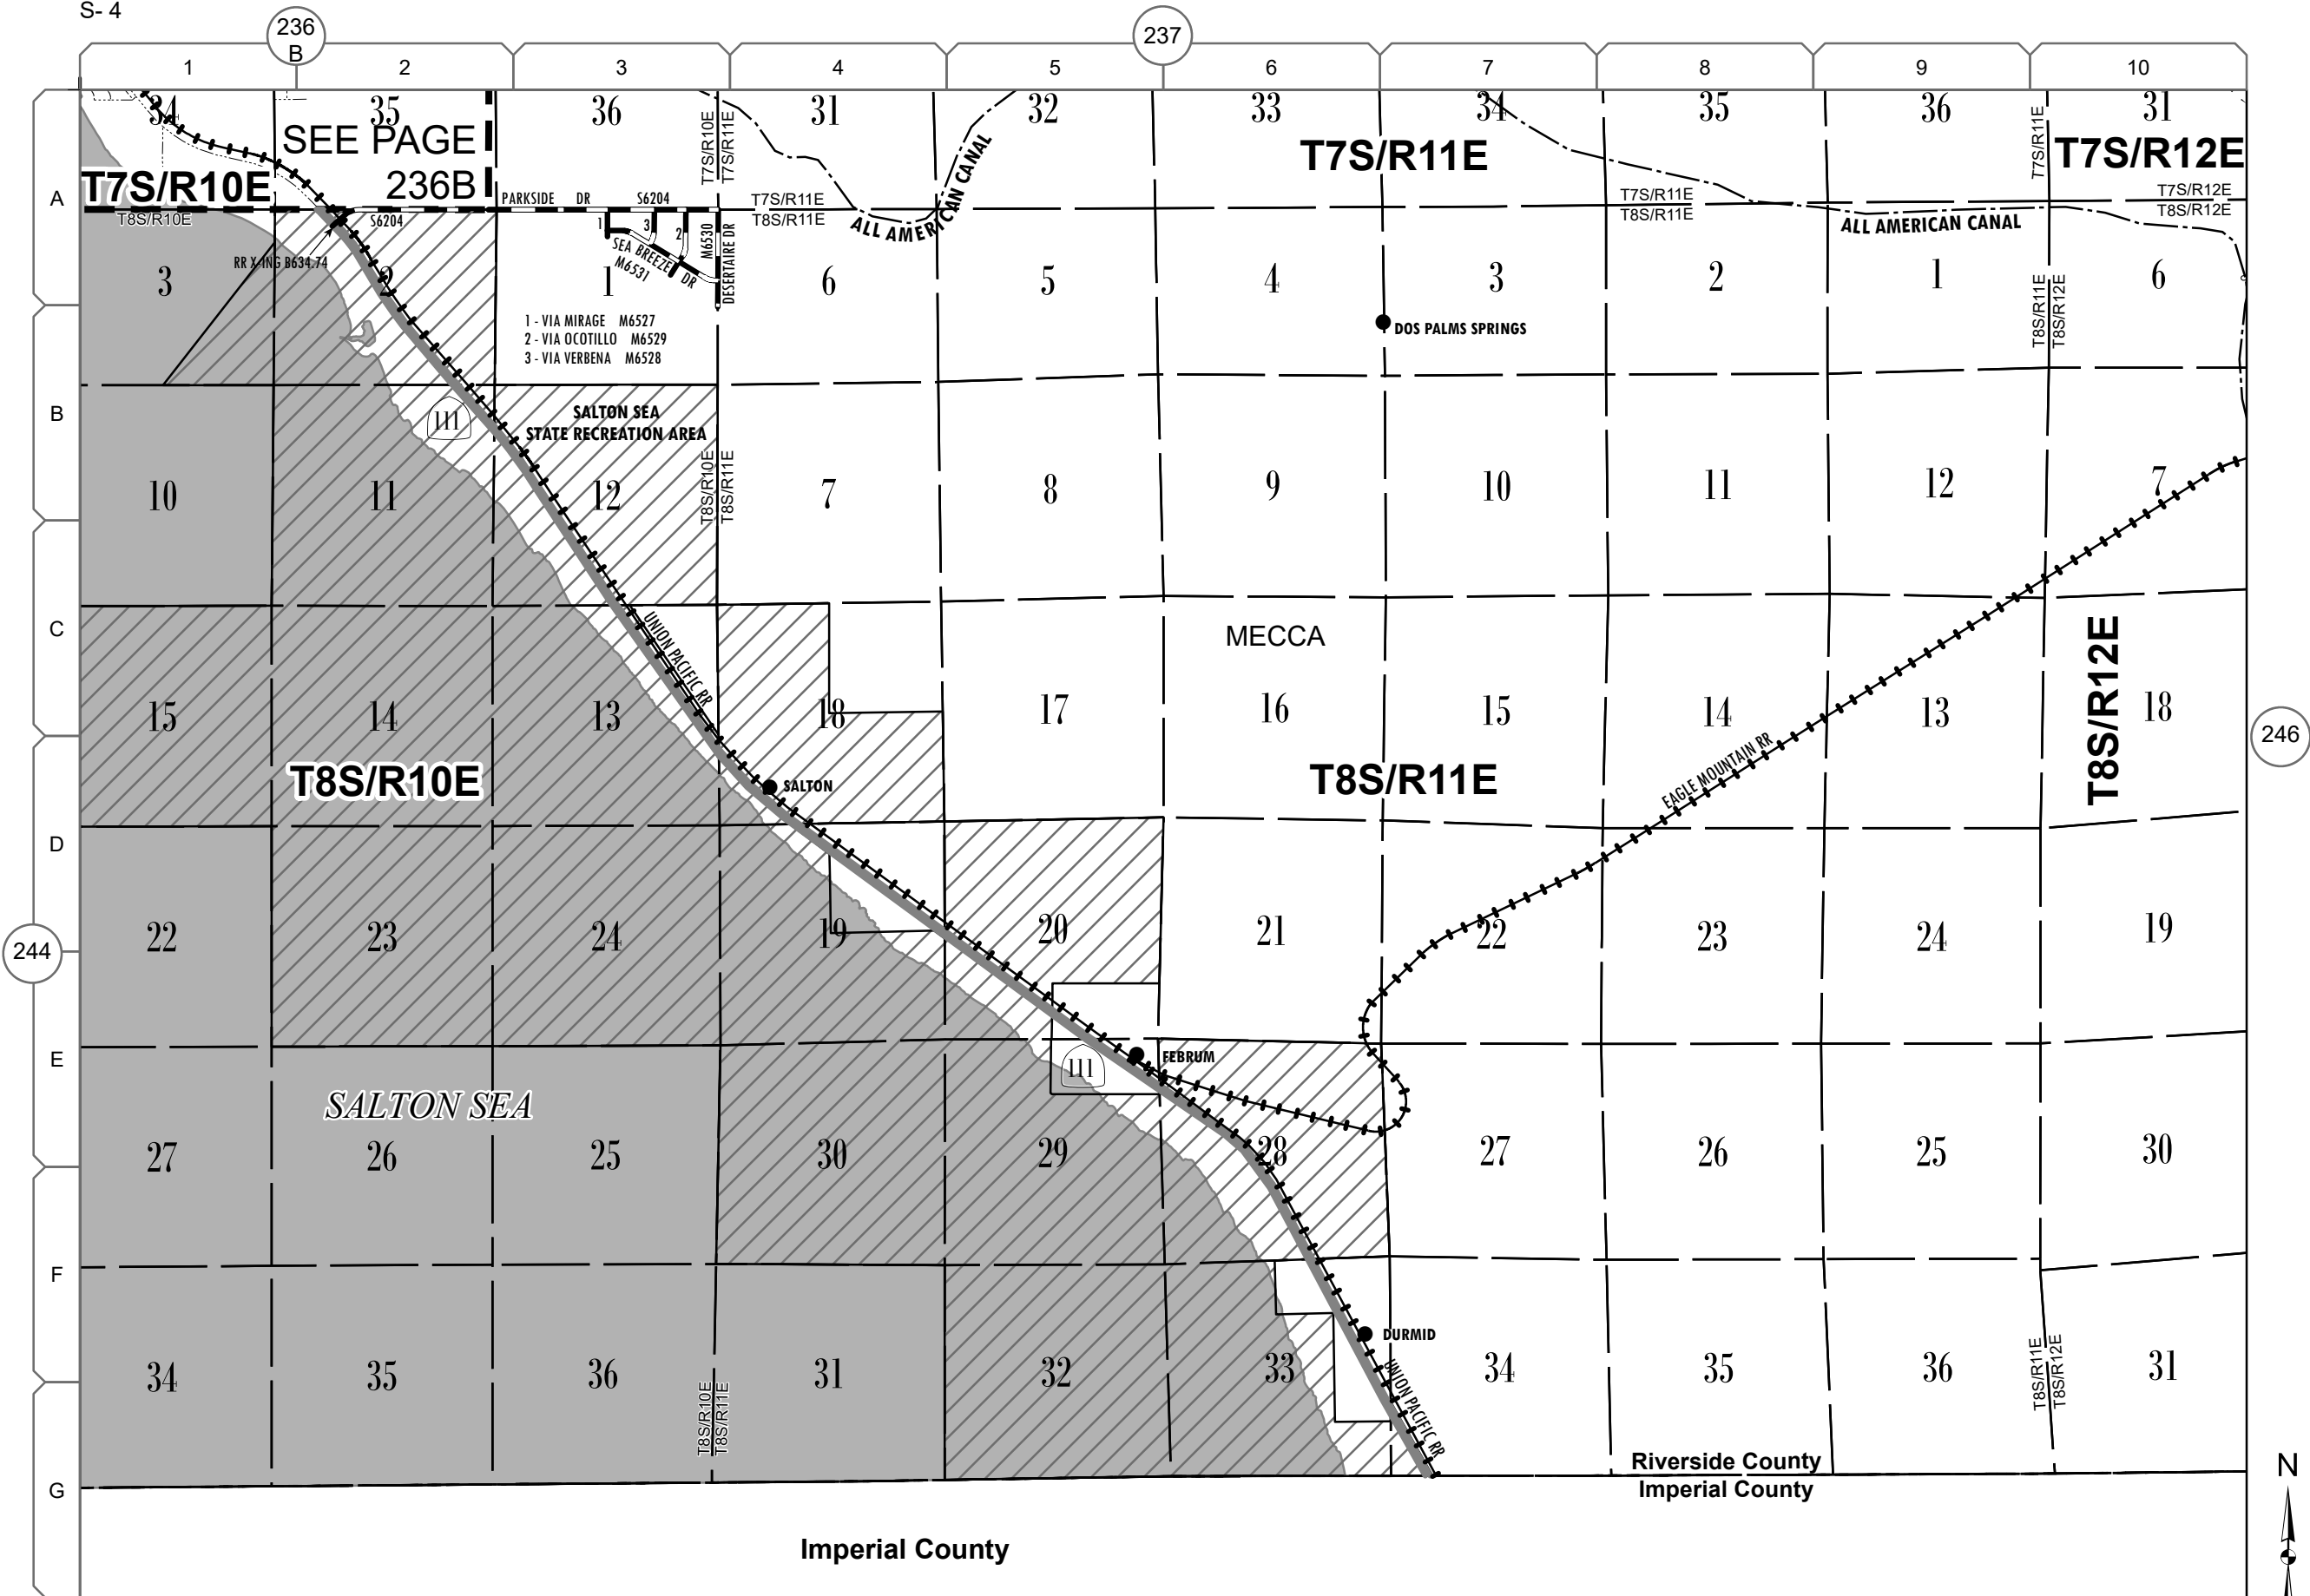 S- 4
236
B
237
1
2
3
4
5
6
7
8
9
10
A
B
C
D
E
F
G
244
246
34
35
36
31
32
33
34
35
36
31
SEE PAGE
236B
T7S/R10E
T7S/R11E
T7S/R12E
T7S/R10E
T7S/R11E
T7S/R11E
T8S/R10E
S6204
PARKSIDE DR S6204
T7S/R11E
T8S/R11E
T7S/R11E
T8S/R11E
T7S/R12E
T8S/R12E
ALL AMERICAN CANAL
ALL AMERICAN CANAL
RR X-ING B634.74
1
3
2
SEA BREEZE DR
M6531
M6530
DESERTAIRE DR
3
2
1
6
5
4
3
2
1
6
T8S/R11E
T8S/R12E
1 - VIA MIRAGE M6527
2 - VIA OCOTILLO M6529
3 - VIA VERBENA M6528
DOS PALMS SPRINGS
111
SALTON SEA
STATE RECREATION AREA
T8S/R10E
T8S/R11E
10
11
12
7
8
9
10
11
12
7
UNION PACIFIC RR
MECCA
T8S/R12E
15
14
13
18
17
16
15
14
13
18
T8S/R10E
SALTON
T8S/R11E
EAGLE MOUNTAIN RR
22
23
24
19
20
21
22
23
24
19
111
FEBRUM
SALTON SEA
27
26
25
30
29
28
27
26
25
30
DURMID
UNION PACIFIC RR
34
35
36
31
32
33
34
35
36
31
T8S/R10E
T8S/R11E
T8S/R11E
T8S/R12E
Riverside County
Imperial County
N
Imperial County